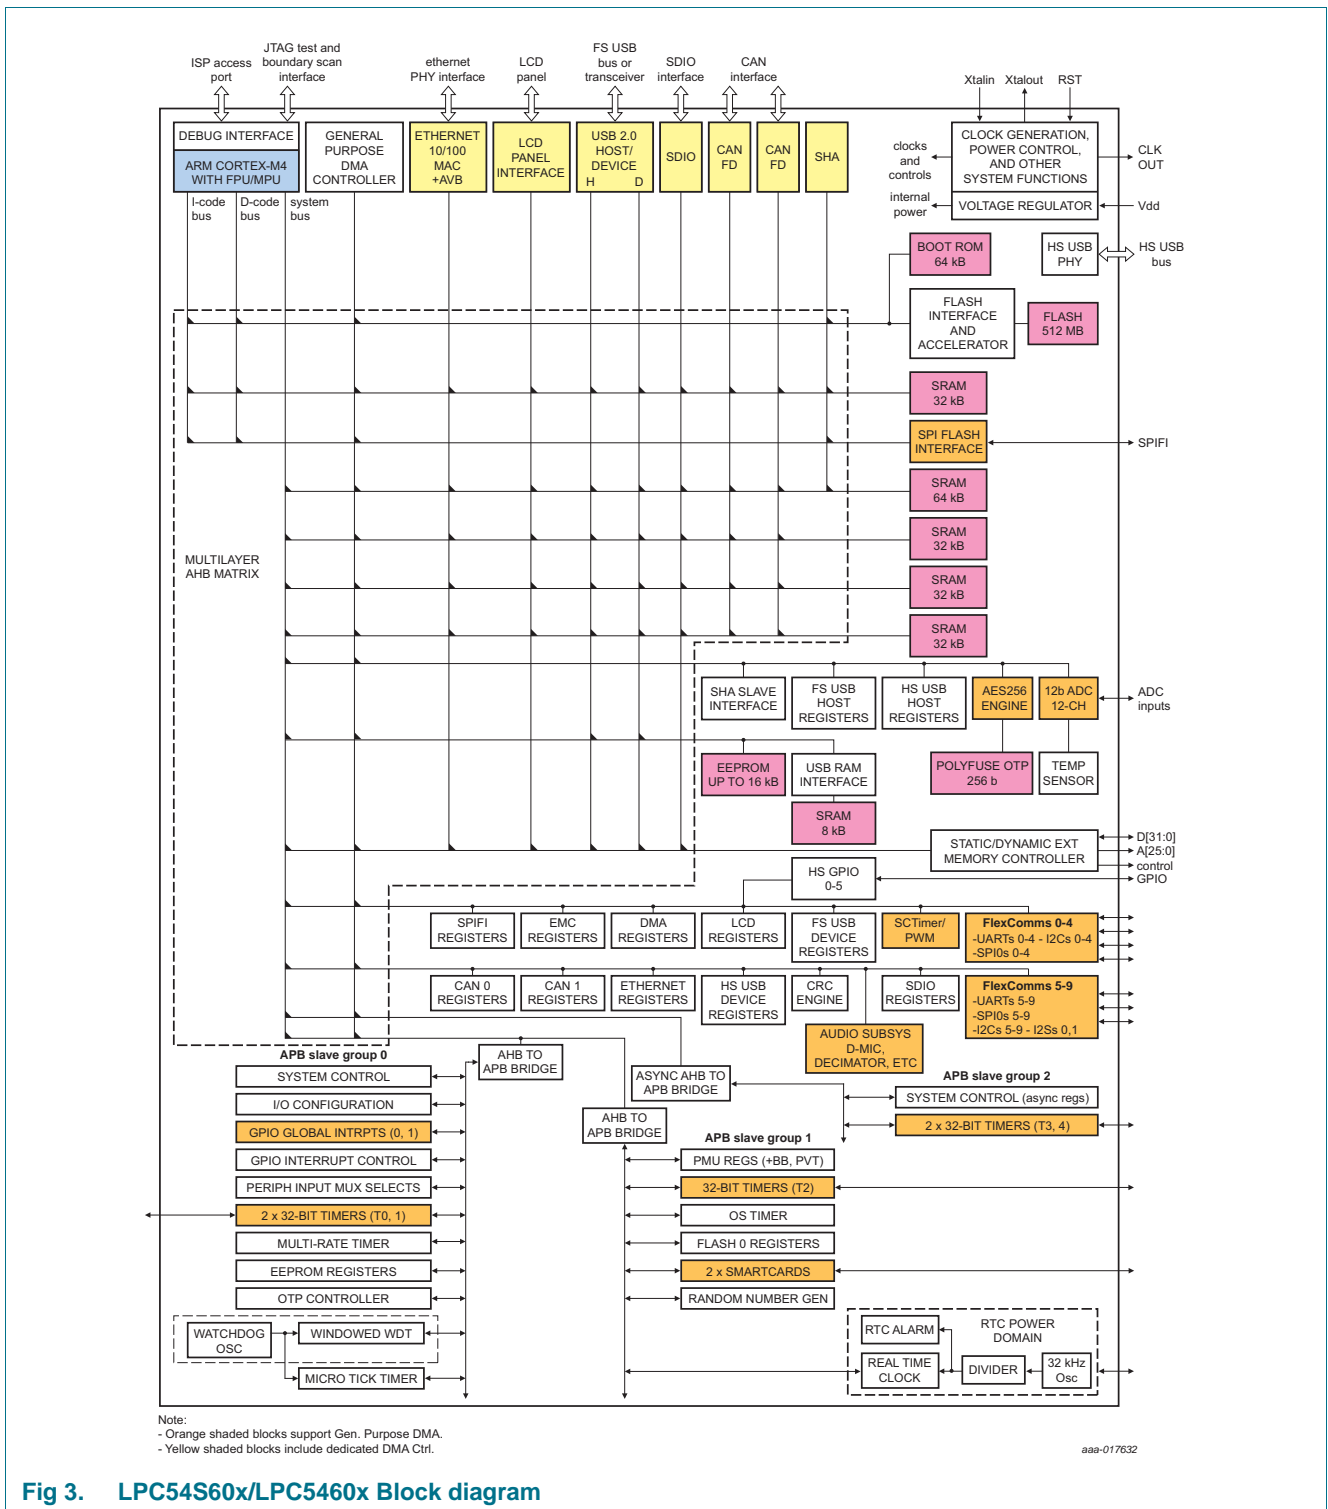 ISP access
port
JTAG test and
boundary scan
interface
ethernet
PHY interface
LCD
panel
FS USB
bus or
transceiver
SDIO
interface
CAN
interface
Xtalin
Xtalout
RST
DEBUG INTERFACE
ARM CORTEX-M4
WITH FPU/MPU
GENERAL
PURPOSE
DMA
CONTROLLER
ETHERNET
10/100
MAC
+AVB
LCD
PANEL
INTERFACE
USB 2.0
HOST/
DEVICE
H D
SDIO
CAN
FD
CAN
FD
SHA
clocks
and
controls
CLOCK GENERATION,
POWER CONTROL,
AND OTHER
SYSTEM FUNCTIONS
CLK
OUT
internal
power
VOLTAGE REGULATOR
Vdd
I-code
bus
D-code
bus
system
bus
BOOT ROM
64 kB
HS USB
PHY
HS USB
bus
FLASH
INTERFACE
AND
ACCELERATOR
FLASH
512 MB
SRAM
32 kB
SPI FLASH
INTERFACE
SPIFI
SRAM
64 kB
SRAM
32 kB
MULTILAYER
AHB MATRIX
SRAM
32 kB
SRAM
32 kB
SHA SLAVE
INTERFACE
FS USB
HOST
REGISTERS
HS USB
HOST
REGISTERS
AES256
ENGINE
12b ADC
12-CH
ADC
inputs
EEPROM
UP TO 16 kB
USB RAM
INTERFACE
POLYFUSE OTP
256 b
TEMP
SENSOR
SRAM
8 kB
STATIC/DYNAMIC EXT
MEMORY CONTROLLER
D[31:0]
A[25:0]
control
GPIO
HS GPIO
0-5
SPIFI
REGISTERS
EMC
REGISTERS
DMA
REGISTERS
LCD
REGISTERS
FS USB
DEVICE
REGISTERS
SCTimer/
PWM
FlexComms 0-4
-UARTs 0-4 - I2Cs 0-4
-SPI0s 0-4
CAN 0
REGISTERS
CAN 1
REGISTERS
ETHERNET
REGISTERS
HS USB
DEVICE
REGISTERS
CRC
ENGINE
SDIO
REGISTERS
FlexComms 5-9
-UARTs 5-9
-SPI0s 5-9
-I2Cs 5-9 - I2Ss 0,1
AUDIO SUBSYS
D-MIC,
DECIMATOR, ETC
APB slave group 0
AHB TO
APB BRIDGE
ASYNC AHB TO
APB BRIDGE
APB slave group 2
SYSTEM CONTROL
SYSTEM CONTROL (async regs)
I/O CONFIGURATION
AHB TO
APB BRIDGE
2 x 32-BIT TIMERS (T3, 4)
GPIO GLOBAL INTRPTS (0, 1)
APB slave group 1
GPIO INTERRUPT CONTROL
PMU REGS (+BB, PVT)
PERIPH INPUT MUX SELECTS
32-BIT TIMERS (T2)
2 x 32-BIT TIMERS (T0, 1)
OS TIMER
MULTI-RATE TIMER
FLASH 0 REGISTERS
EEPROM REGISTERS
2 x SMARTCARDS
OTP CONTROLLER
RANDOM NUMBER GEN
WATCHDOG
OSC
WINDOWED WDT
MICRO TICK TIMER
RTC ALARM
RTC POWER
DOMAIN
REAL TIME
CLOCK
DIVIDER
32 kHz
Osc
Note:
- Orange shaded blocks support Gen. Purpose DMA.
- Yellow shaded blocks include dedicated DMA Ctrl.
aaa-017632
Fig 3. LPC54S60x/LPC5460x Block diagram